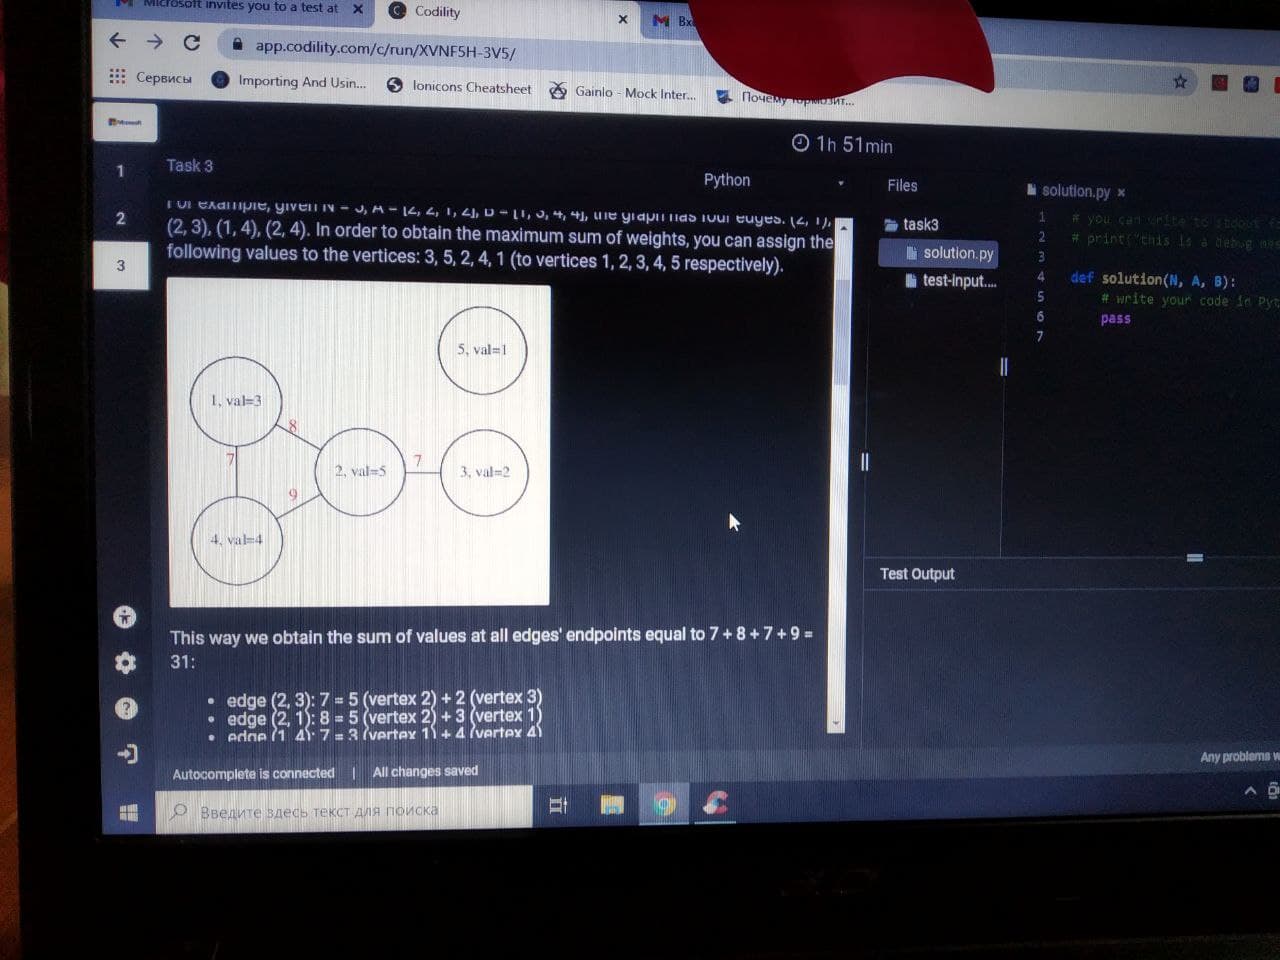 Microsoft invites you to a test at
Codility
app.codility.com/c/run/XVNF5H-3V5/
Сервисы
Importing And Usin...
Ionicons Cheatsheet
Gainlo - Mock Inter...
Почему тормозит...
Microsoft
1h 51min
1
2
3
Task 3
Python
For example, given N = 5, A = [2, 2, 1, 2], B = [1, 3, 4, 4], the graph has four edges: (2, 1),
(2, 3), (1, 4), (2, 4). In order to obtain the maximum sum of weights, you can assign the
following values to the vertices: 3, 5, 2, 4, 1 (to vertices 1, 2, 3, 4, 5 respectively).
5, val=1
1, val=3
8
7
2, val=5
7
3, val=2
9
4, val=4
This way we obtain the sum of values at all edges' endpoints equal to 7 + 8 + 7 + 9 =
31:
• edge (2, 3): 7 = 5 (vertex 2) + 2 (vertex 3)
• edge (2, 1): 8 = 5 (vertex 2) + 3 (vertex 1)
• edge (1, 4): 7 = 3 (vertex 1) + 4 (vertex 4)
Autocomplete is connected | All changes saved
Files
task3
solution.py
test-input....
solution.py
1 # you can write to stdout
2 # print("this is a debug
3
4 def solution(N, A, B):
5 # write your code in
6 pass
7
Test Output
Any problems
Введите здесь текст для поиска